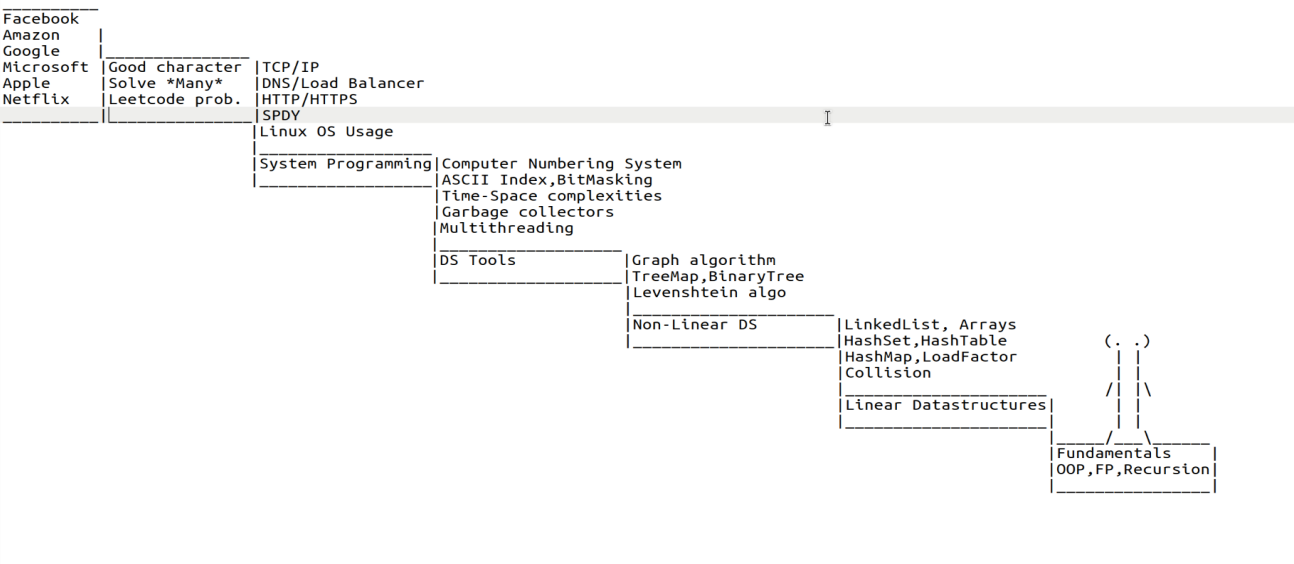 Facebook
Amazon
Google
Microsoft Good character TCP/IP
Apple Solve *Many* DNS/Load Balancer
Netflix Leetcode prob. HTTP/HTTPS
SPDY
Linux OS Usage
System Programming Computer Numbering System
ASCII Index,BitMasking
Time-Space complexities
Garbage collectors
Multithreading
DS Tools Graph algorithm
TreeMap,BinaryTree
Levenshtein algo
Non-Linear DS LinkedList, Arrays
HashSet,HashTable
HashMap,LoadFactor
Collision
Linear Datastructures
Fundamentals
OOP,FP,Recursion